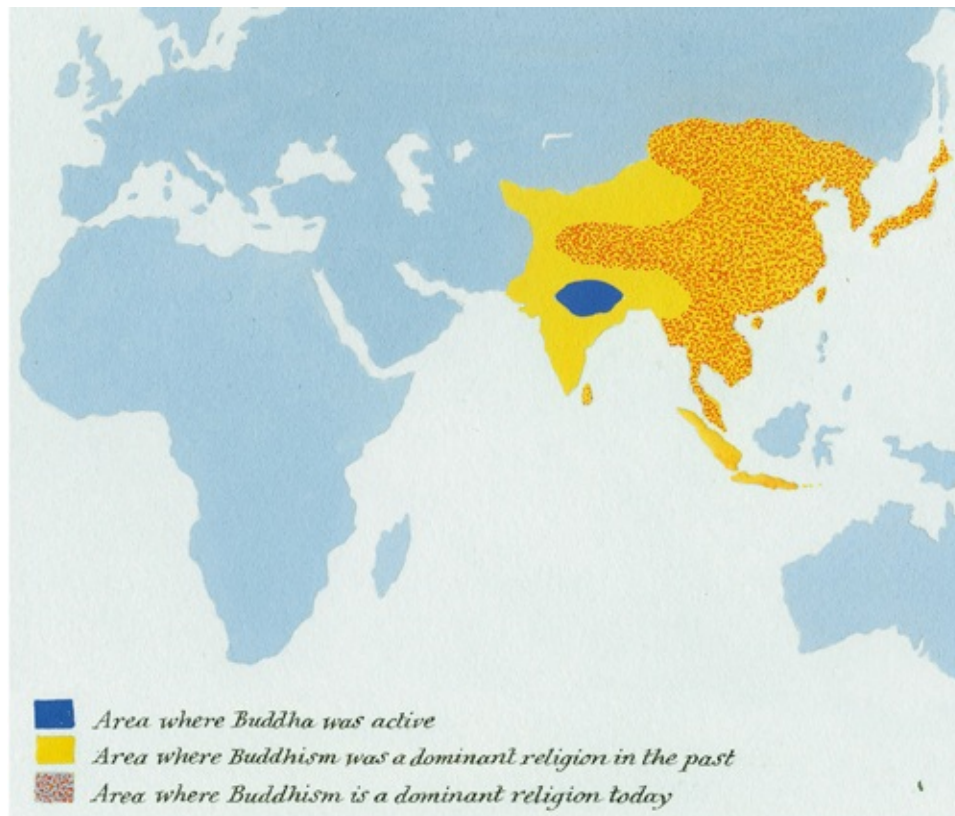 Area where Buddha was active
Area where Buddhism was a dominant religion in the past
Area where Buddhism is a dominant religion today